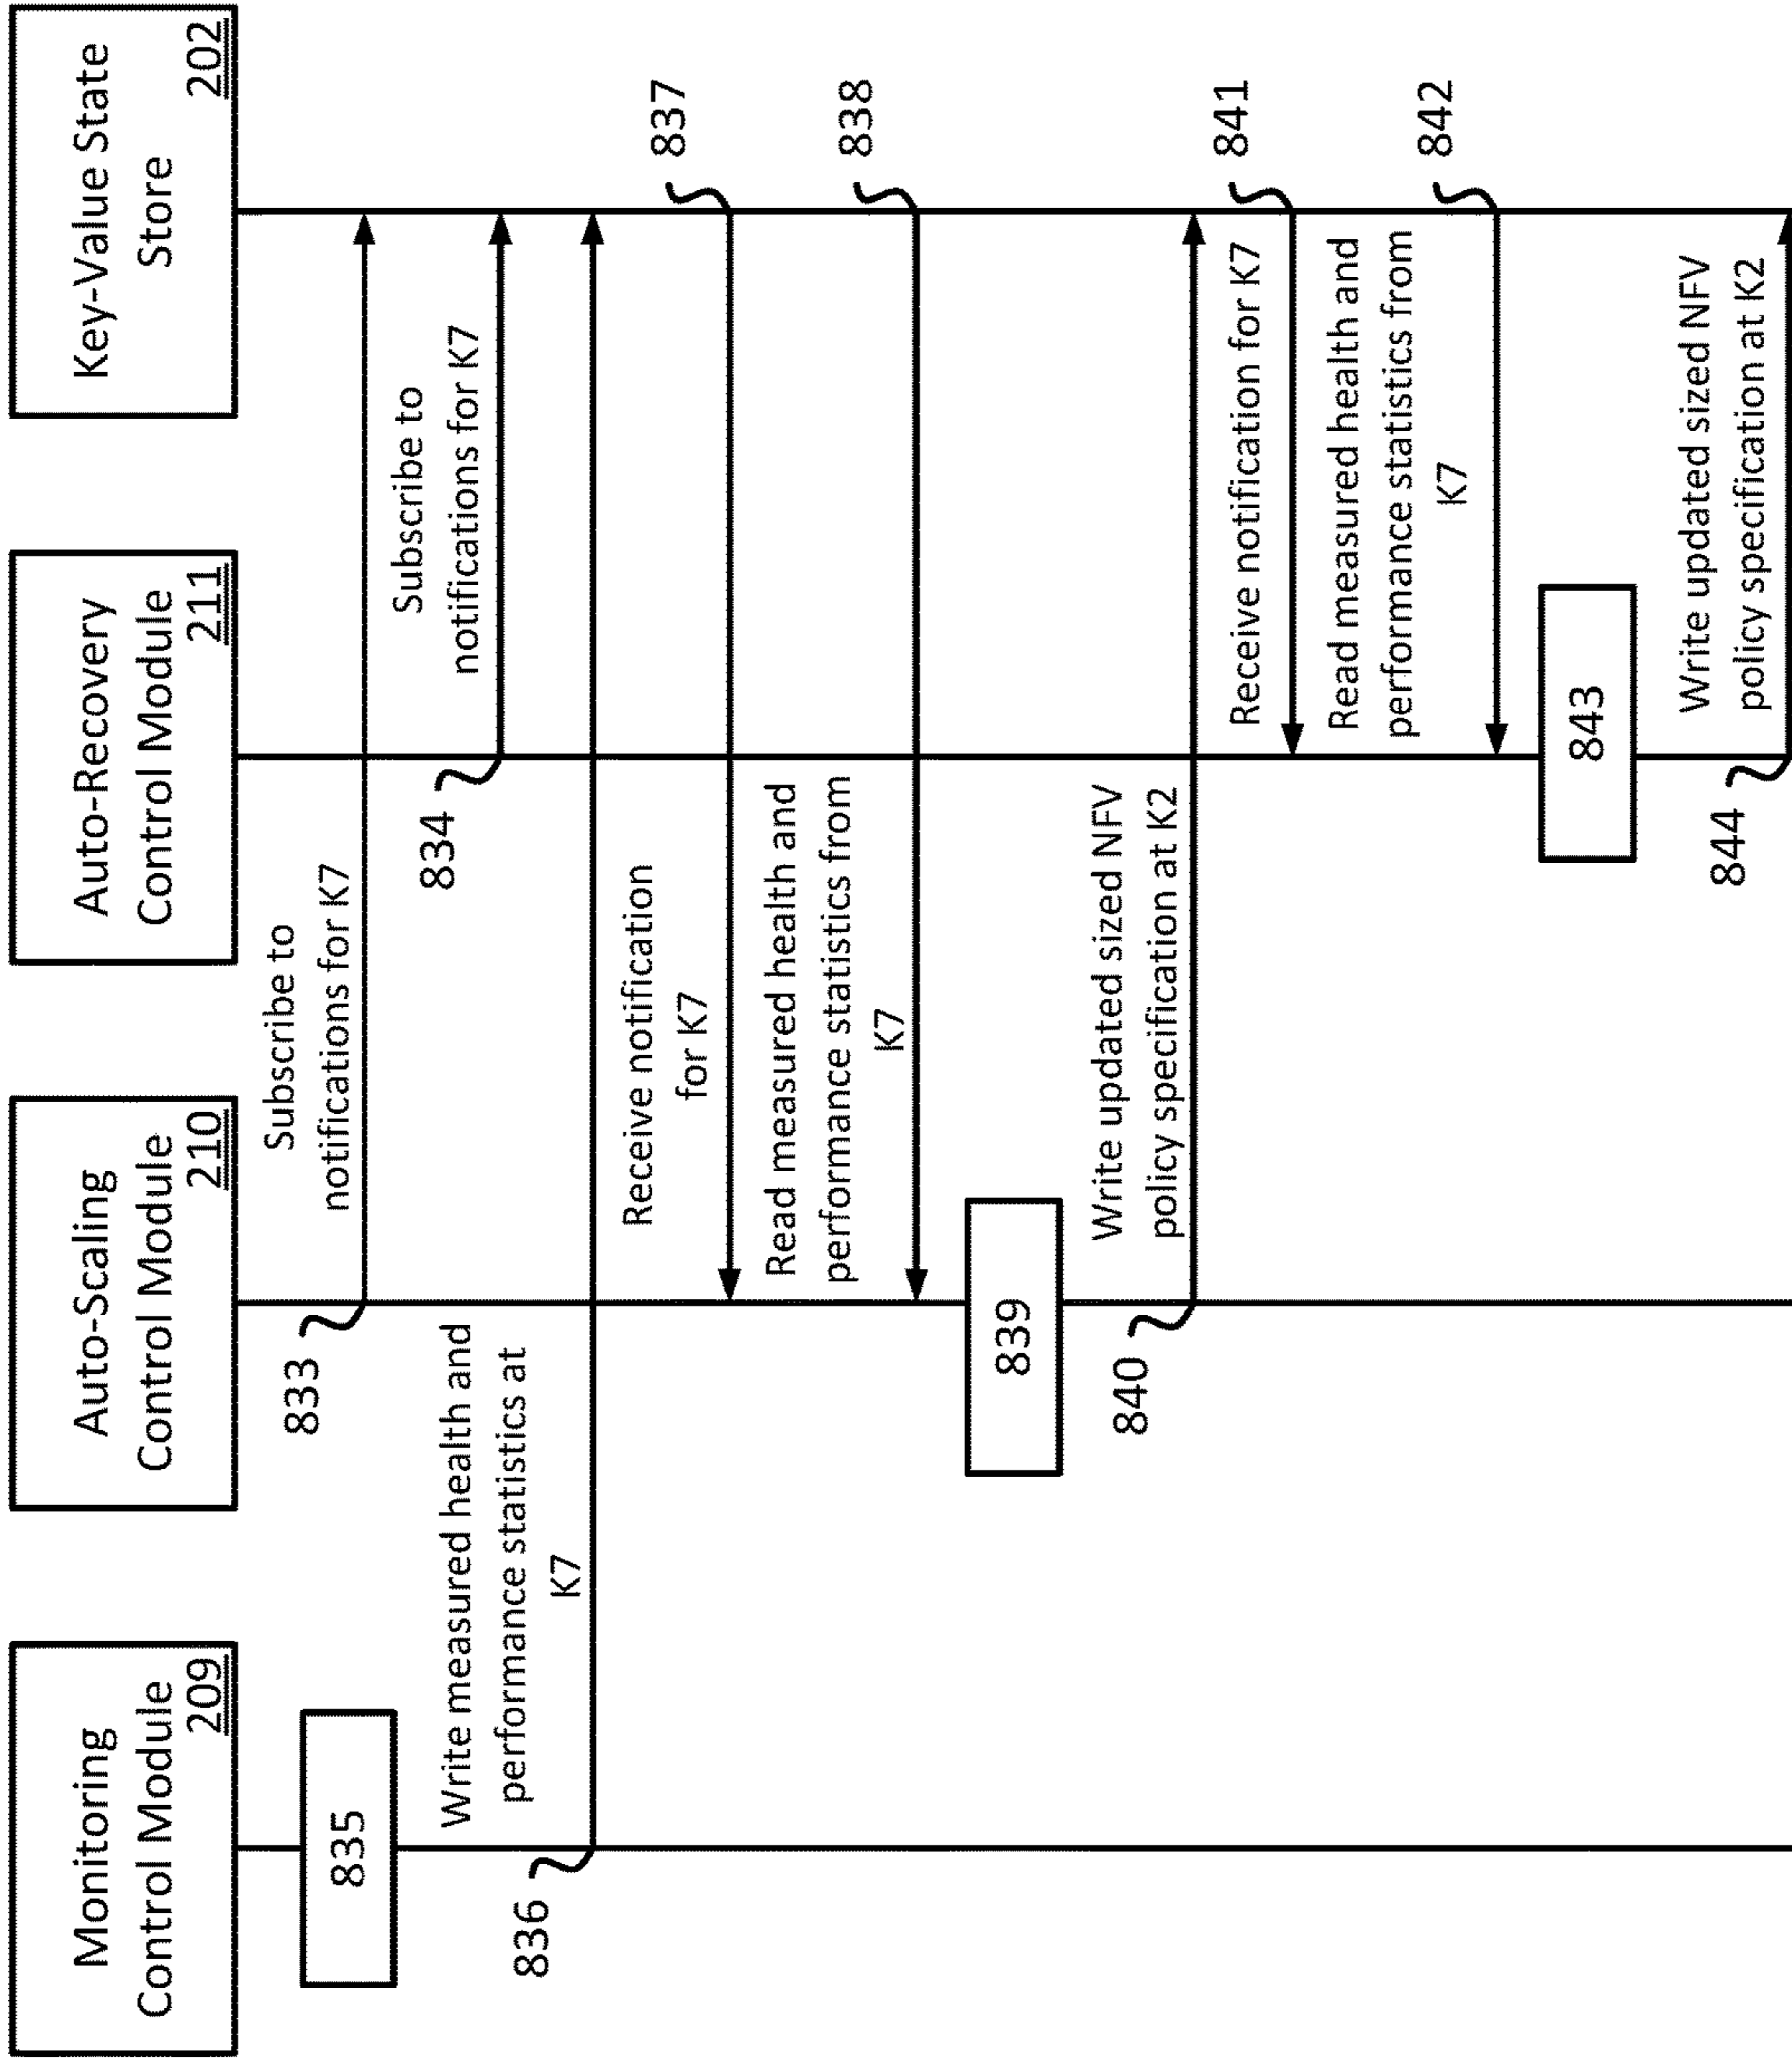 Monitoring
Control Module
209
Auto-Scaling
Control Module
210
Auto-Recovery
Control Module
211
Key-Value State
Store
202
Subscribe to
notifications for K7
833
835
Subscribe to
notifications for K7
834
Write measured health and
performance statistics at
K7
836
Receive notification
for K7
837
Read measured health and
performance statistics from
K7
838
839
Write updated sized NFV
policy specification at K2
840
Receive notification for K7
841
Read measured health and
performance statistics from
K7
842
843
Write updated sized NFV
policy specification at K2
844